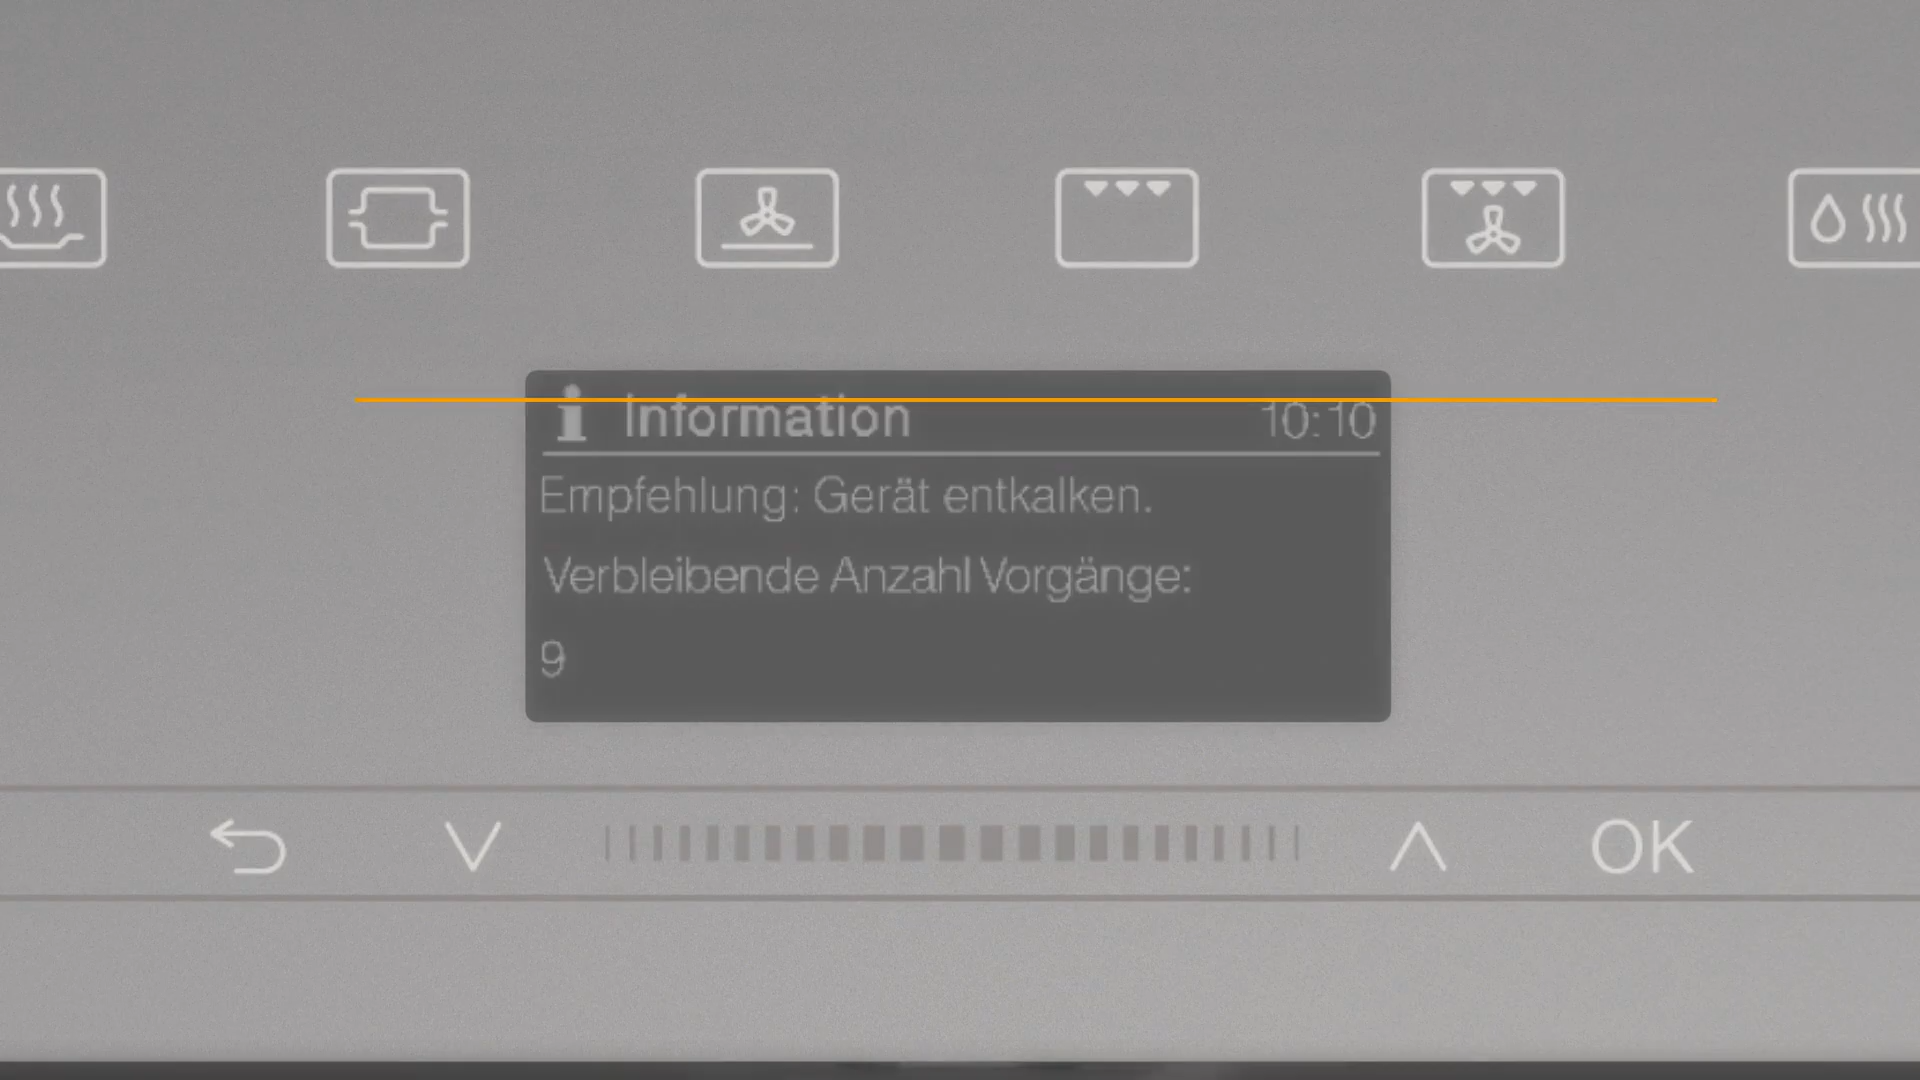 Information 10:10
Empfehlung: Gerät entkalken.
Verbleibende Anzahl Vorgänge:
9
OK